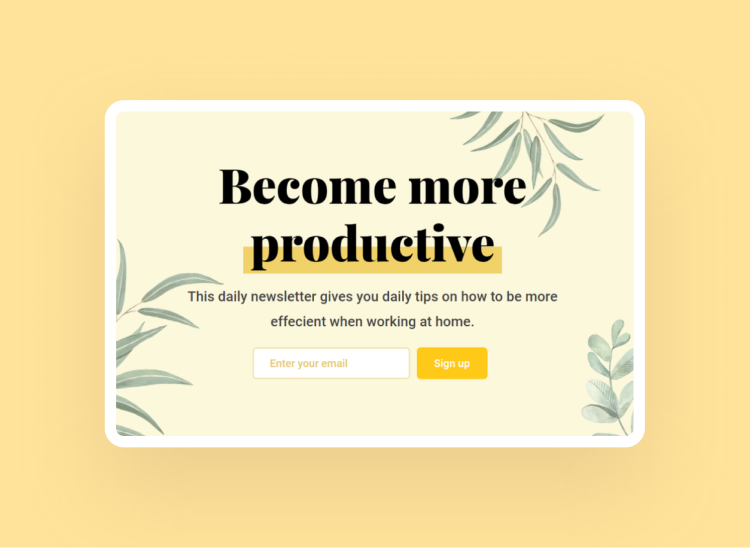 Become more
productive
This daily newsletter gives you daily tips on how to be more
effecient when working at home.
Enter your email
Sign up